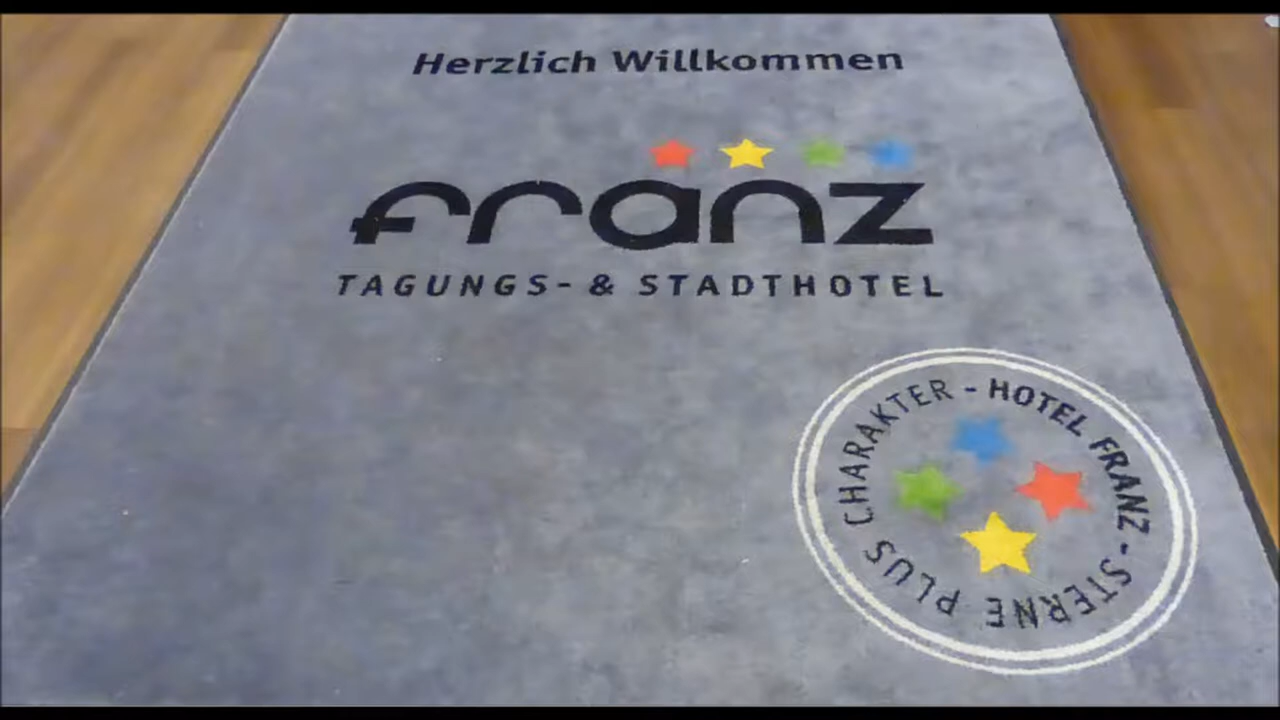 Herzlich Willkommen
franz
TAGUNGS- & STADTHOTEL
HOTEL FRANZ - STERNE PLUS CHARAKTER -